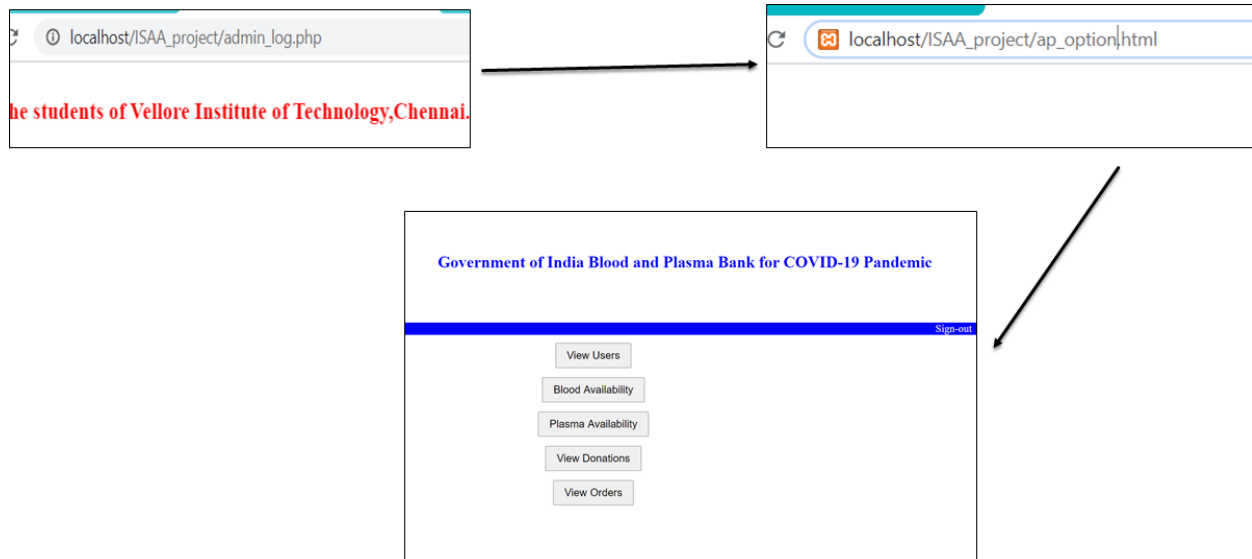 localhost/ISAA_project/admin_log.php
he students of Vellore Institute of Technology,Chennai.
localhost/ISAA_project/ap_option.html
Government of India Blood and Plasma Bank for COVID-19 Pandemic
Sign-out
View Users
Blood Availability
Plasma Availability
View Donations
View Orders